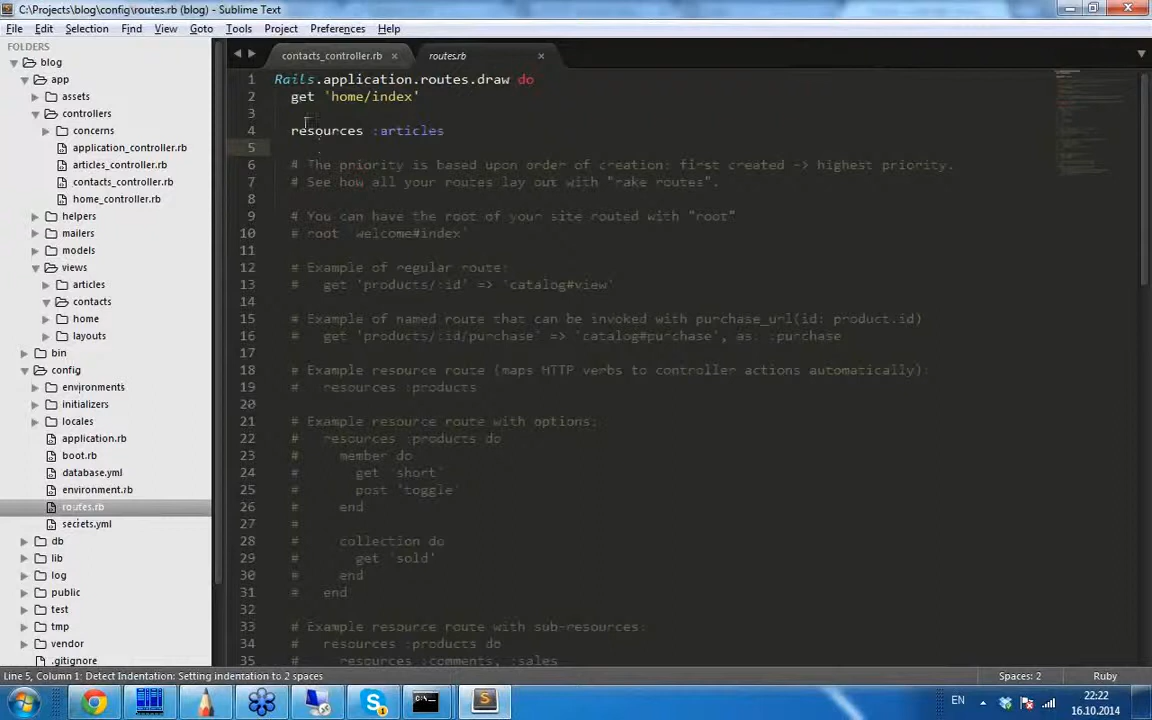 C:\Projects\blog\config\routes.rb (blog) - Sublime Text
File Edit Selection Find View Goto Tools Project Preferences Help
FOLDERS
blog
app
assets
controllers
concerns
application_controller.rb
articles_controller.rb
contacts_controller.rb
home_controller.rb
helpers
mailers
models
views
articles
contacts
home
layouts
bin
config
environments
initializers
locales
application.rb
boot.rb
database.yml
environment.rb
routes.rb
secrets.yml
db
lib
log
public
test
tmp
vendor
.gitignore
contacts_controller.rb × routes.rb ×
1 Rails.application.routes.draw do
2 get 'home/index'
3
4 resources :articles
5
6 # The priority is based upon order of creation: first created -> highest priority.
7 # See how all your routes lay out with "rake routes".
8
9 # You can have the root of your site routed with "root"
10 # root 'welcome#index'
11
12 # Example of regular route:
13 # get 'products/:id' => 'catalog#view'
14
15 # Example of named route that can be invoked with purchase_url(id: product.id)
16 # get 'products/:id/purchase' => 'catalog#purchase', as: :purchase
17
18 # Example resource route (maps HTTP verbs to controller actions automatically):
19 # resources :products
20
21 # Example resource route with options:
22 # resources :products do
23 # member do
24 # get 'short'
25 # post 'toggle'
26 # end
27 #
28 # collection do
29 # get 'sold'
30 # end
31 # end
32
33 # Example resource route with sub-resources:
34 # resources :products do
35 # resources :comments, :sales
Line 5, Column 1: Detect Indentation: Setting indentation to 2 spaces
Spaces: 2
Ruby
EN
22:22
16.10.2014